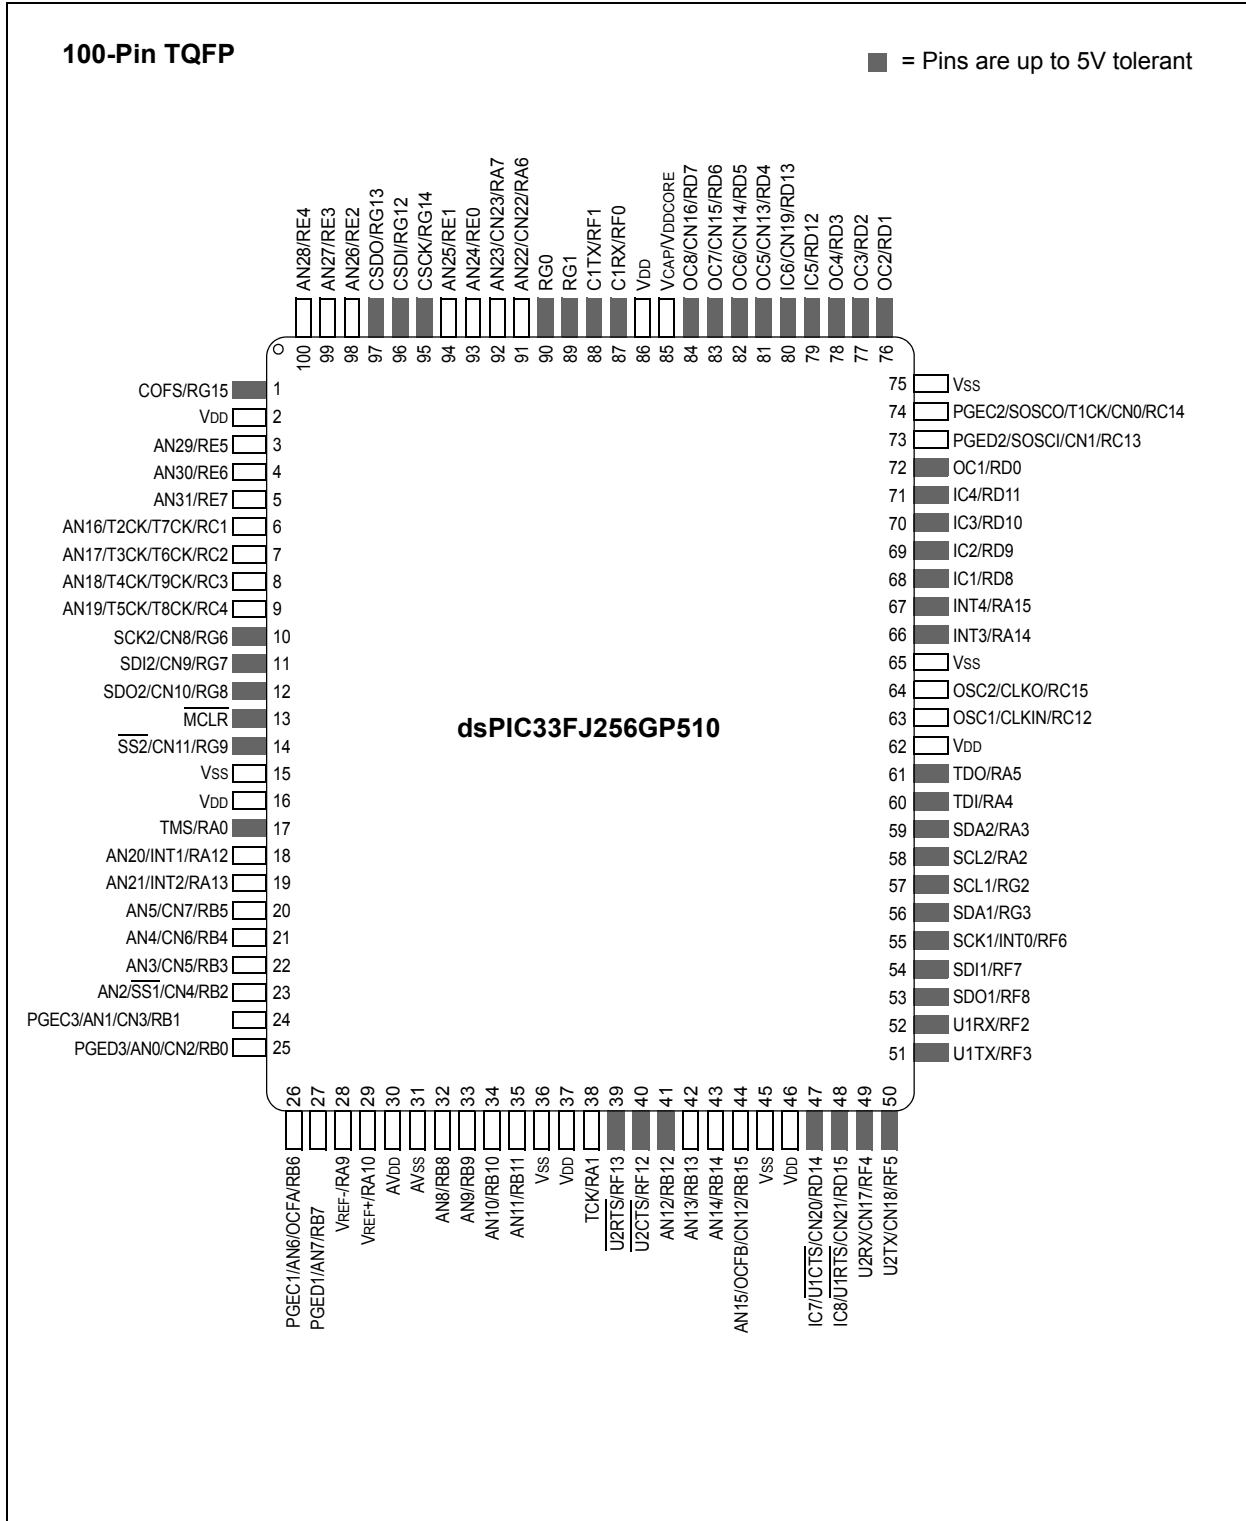 100-Pin TQFP
= Pins are up to 5V tolerant
AN28/RE4
AN27/RE3
AN26/RE2
CSDO/RG13
CSDI/RG12
CSCK/RG14
AN25/RE1
AN24/RE0
AN23/CN23/RA7
AN22/CN22/RA6
RG0
RG1
C1TX/RF1
C1RX/RF0
VDD
VCAP/VDDCORE
OC8/CN16/RD7
OC7/CN15/RD6
OC6/CN14/RD5
OC5/CN13/RD4
IC6/CN19/RD13
IC5/RD12
OC4/RD3
OC3/RD2
OC2/RD1
100
99
98
97
96
95
94
93
92
91
90
89
88
87
86
85
84
83
82
81
80
79
78
77
76
COFS/RG15 1
VDD 2
AN29/RE5 3
AN30/RE6 4
AN31/RE7 5
AN16/T2CK/T7CK/RC1 6
AN17/T3CK/T6CK/RC2 7
AN18/T4CK/T9CK/RC3 8
AN19/T5CK/T8CK/RC4 9
SCK2/CN8/RG6 10
SDI2/CN9/RG7 11
SDO2/CN10/RG8 12
MCLR 13
SS2/CN11/RG9 14
VSS 15
VDD 16
TMS/RA0 17
AN20/INT1/RA12 18
AN21/INT2/RA13 19
AN5/CN7/RB5 20
AN4/CN6/RB4 21
AN3/CN5/RB3 22
AN2/SS1/CN4/RB2 23
PGEC3/AN1/CN3/RB1 24
PGED3/AN0/CN2/RB0 25
dsPIC33FJ256GP510
75 VSS
74 PGEC2/SOSCO/T1CK/CN0/RC14
73 PGED2/SOSCI/CN1/RC13
72 OC1/RD0
71 IC4/RD11
70 IC3/RD10
69 IC2/RD9
68 IC1/RD8
67 INT4/RA15
66 INT3/RA14
65 VSS
64 OSC2/CLKO/RC15
63 OSC1/CLKIN/RC12
62 VDD
61 TDO/RA5
60 TDI/RA4
59 SDA2/RA3
58 SCL2/RA2
57 SCL1/RG2
56 SDA1/RG3
55 SCK1/INT0/RF6
54 SDI1/RF7
53 SDO1/RF8
52 U1RX/RF2
51 U1TX/RF3
26
27
28
29
30
31
32
33
34
35
36
37
38
39
40
41
42
43
44
45
46
47
48
49
50
PGEC1/AN6/OCFA/RB6
PGED1/AN7/RB7
VREF-/RA9
VREF+/RA10
AVDD
AVSS
AN8/RB8
AN9/RB9
AN10/RB10
AN11/RB11
VSS
VDD
TCK/RA1
U2RTS/RF13
U2CTS/RF12
AN12/RB12
AN13/RB13
AN14/RB14
AN15/OCFB/CN12/RB15
VSS
VDD
IC7/U1CTS/CN20/RD14
IC8/U1RTS/CN21/RD15
U2RX/CN17/RF4
U2TX/CN18/RF5